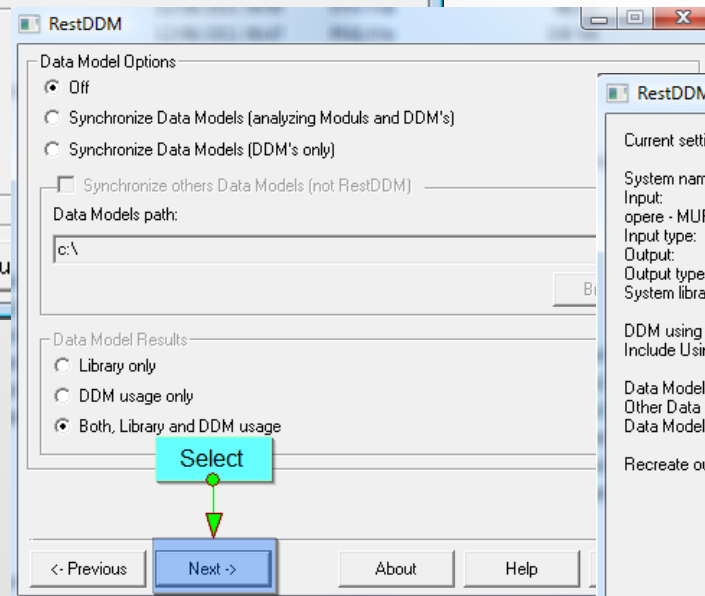 RestDDM
Data Model Options
Off
Synchronize Data Models (analyzing Moduls and DDM's)
Synchronize Data Models (DDM's only)
Synchronize others Data Models (not RestDDM)
Data Models path:
c:\
Data Model Results
Library only
DDM usage only
Both, Library and DDM usage
Select
<- Previous
Next ->
About
Help
RestDDM
Current setti
System nam
Input:
opere - MUF
Input type:
Output:
Output type
System libra
DDM using
Include Usin
Data Model
Other Data
Data Model
Recreate ou